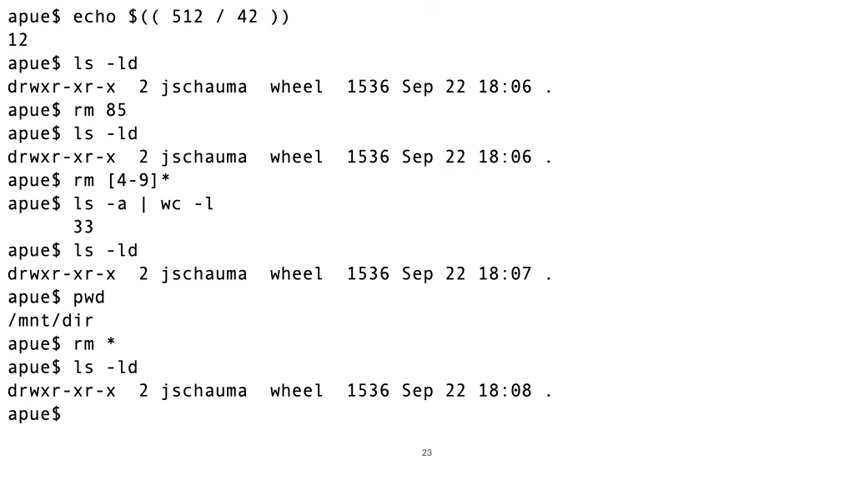 apue$ echo $(( 512 / 42 ))
12
apue$ ls -ld
drwxr-xr-x  2 jschauma  wheel  1536 Sep 22 18:06 .
apue$ rm 85
apue$ ls -ld
drwxr-xr-x  2 jschauma  wheel  1536 Sep 22 18:06 .
apue$ rm [4-9]*
apue$ ls -a | wc -l
      33
apue$ ls -ld
drwxr-xr-x  2 jschauma  wheel  1536 Sep 22 18:07 .
apue$ pwd
/mnt/dir
apue$ rm *
apue$ ls -ld
drwxr-xr-x  2 jschauma  wheel  1536 Sep 22 18:08 .
apue$
23